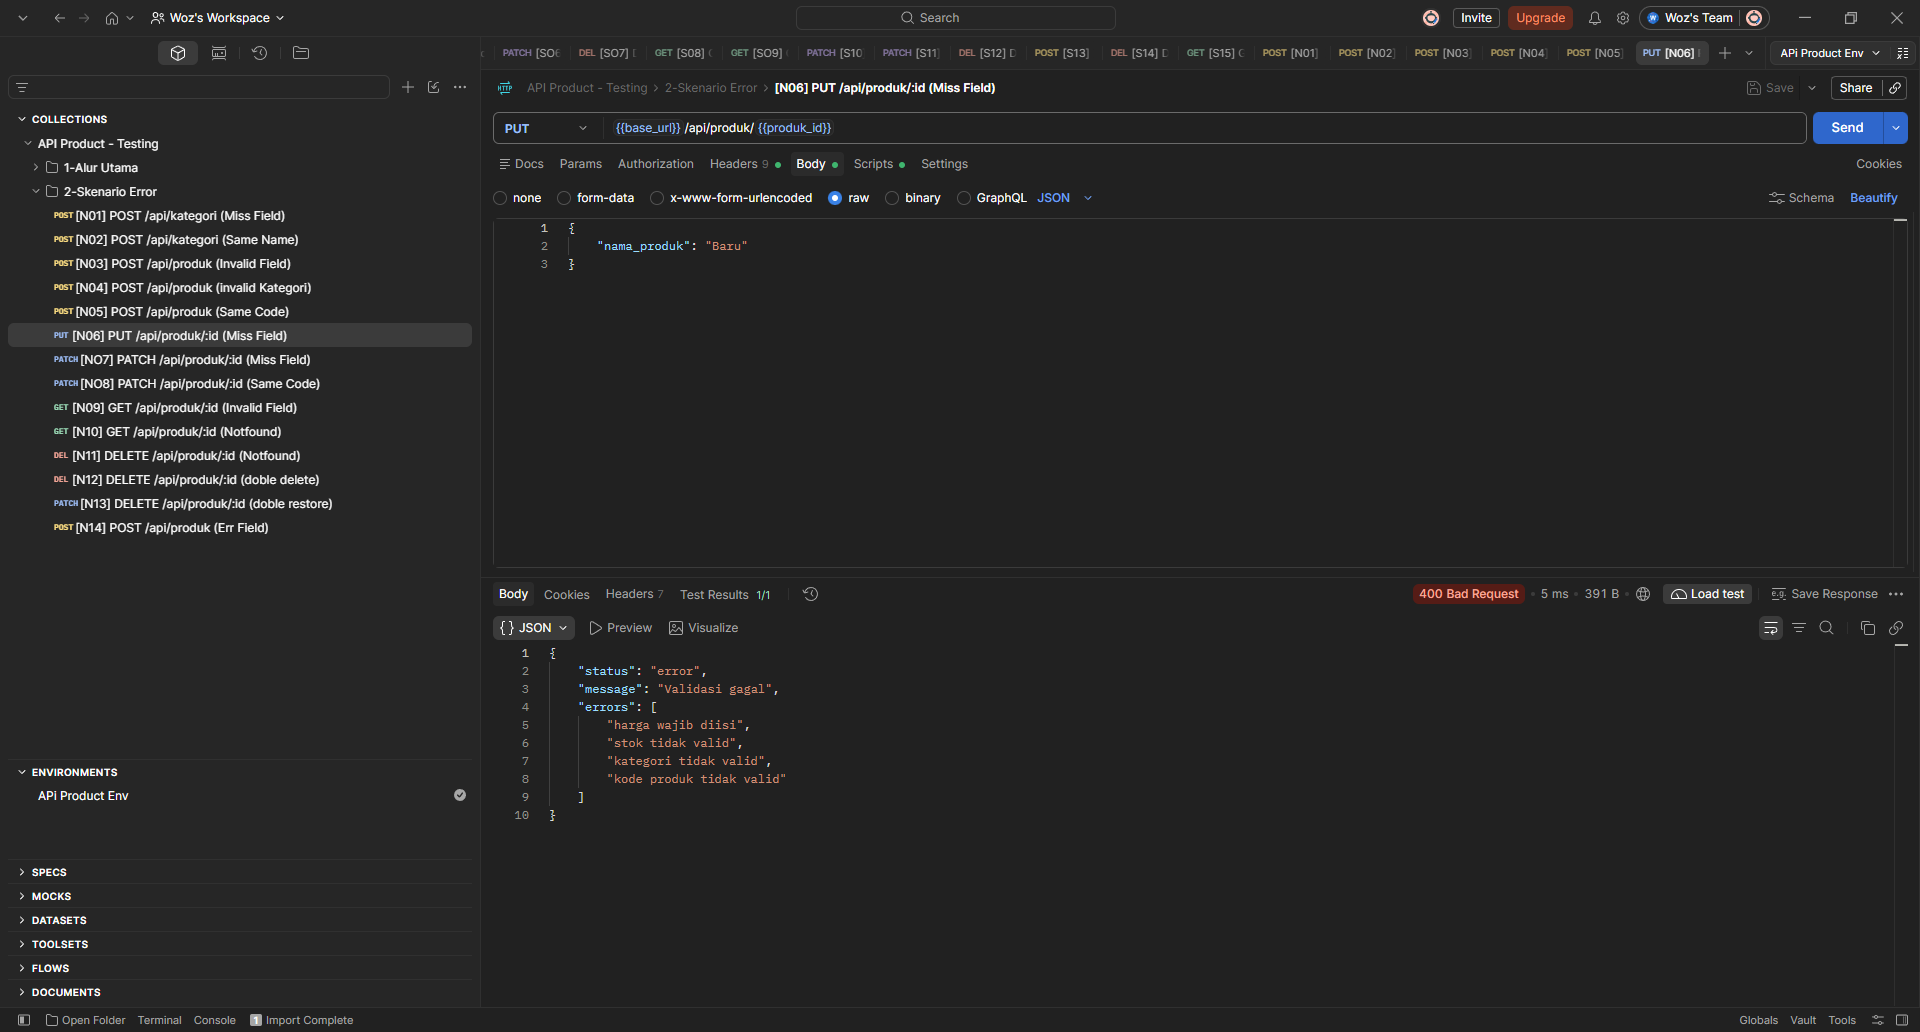 Woz's Workspace
Search
Invite
Upgrade
Woz's Team
PATCH [SO6
DEL [SO7] D
GET [S08]
GET [SO9]
PATCH [S10
PATCH [S11]
DEL [S12] D
POST [S13]
DEL [S14] D
GET [S15] G
POST [N01]
POST [N02]
POST [N03]
POST [N04]
POST [N05]
PUT [N06]
APi Product Env
API Product - Testing > 2-Skenario Error > [N06] PUT /api/produk/:id (Miss Field)
Save
Share
COLLECTIONS
API Product - Testing
1-Alur Utama
2-Skenario Error
POST [N01] POST /api/kategori (Miss Field)
POST [N02] POST /api/kategori (Same Name)
POST [N03] POST /api/produk (Invalid Field)
POST [N04] POST /api/produk (invalid Kategori)
POST [N05] POST /api/produk (Same Code)
PUT [N06] PUT /api/produk/:id (Miss Field)
PATCH [NO7] PATCH /api/produk/:id (Miss Field)
PATCH [NO8] PATCH /api/produk/:id (Same Code)
GET [N09] GET /api/produk/:id (Invalid Field)
GET [N10] GET /api/produk/:id (Notfound)
DEL [N11] DELETE /api/produk/:id (Notfound)
DEL [N12] DELETE /api/produk/:id (doble delete)
PATCH [N13] DELETE /api/produk/:id (doble restore)
POST [N14] POST /api/produk (Err Field)
ENVIRONMENTS
APi Product Env
SPECS
MOCKS
DATASETS
TOOLSETS
FLOWS
DOCUMENTS
HTTP
PUT
{{base_url}} /api/produk/ {{produk_id}}
Send
Docs
Params
Authorization
Headers 9
Body
Scripts
Settings
Cookies
none
form-data
x-www-form-urlencoded
raw
binary
GraphQL
JSON
Schema
Beautify
1 {
2 "nama_produk": "Baru"
3 }
Body
Cookies
Headers 7
Test Results 1/1
400 Bad Request
5 ms
391 B
Load test
e.g. Save Response
{} JSON
Preview
Visualize
1 {
2 "status": "error",
3 "message": "Validasi gagal",
4 "errors": [
5 "harga wajib diisi",
6 "stok tidak valid",
7 "kategori tidak valid",
8 "kode produk tidak valid"
9 ]
10 }
Open Folder
Terminal
Console
1 Import Complete
Globals
Vault
Tools